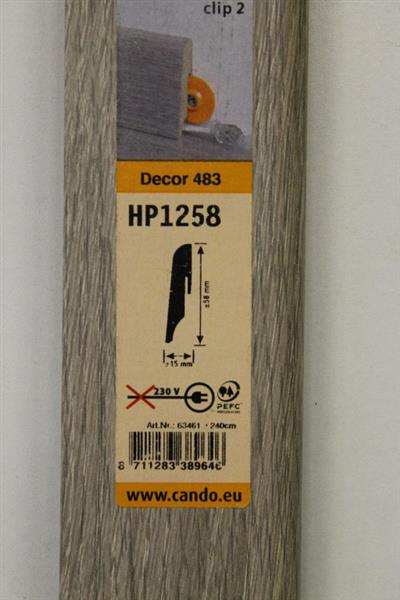 clip 2
Decor 483
HP1258
±58 mm
±15 mm
230 V
PEFC
Art.Nr.: 63461 • 240cm
8 711283 389646
www.cando.eu